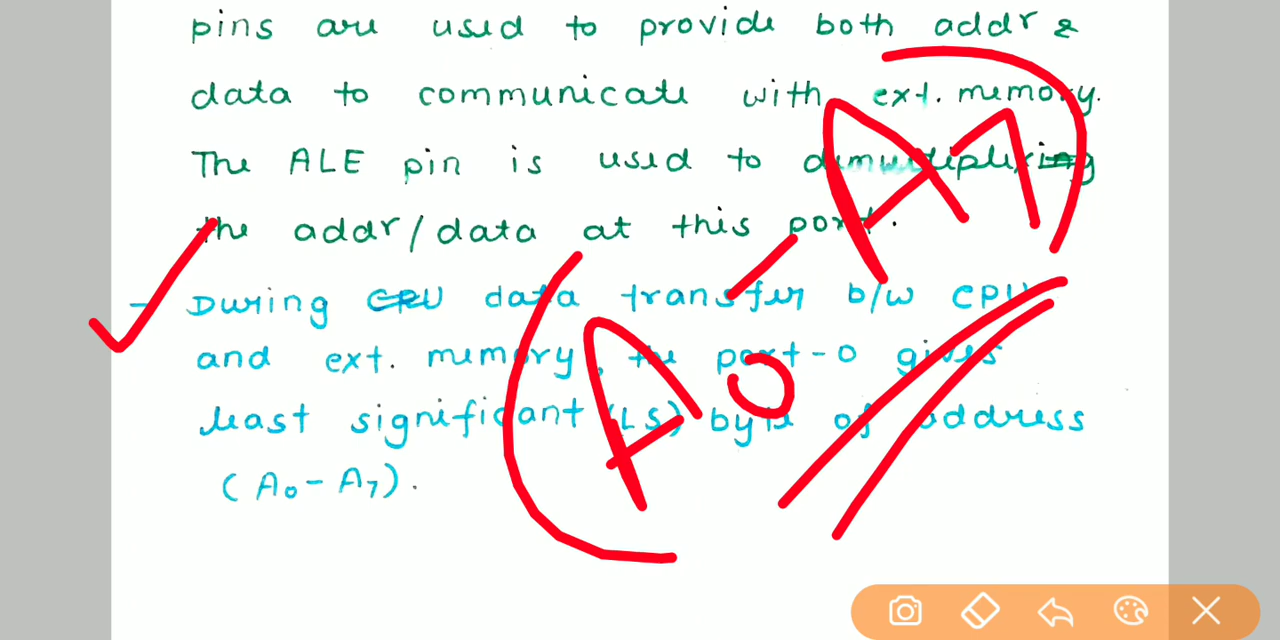 pins are used to provide both addr &
data to communicate with ext. memory.
The ALE pin is used to demultiplexing
the addr/data at this port.
- During CPU data transfer b/w CPU
and ext. memory, the port-0 gives
least significant (LS) byte of address
(A0-A7).
(A0-A7)